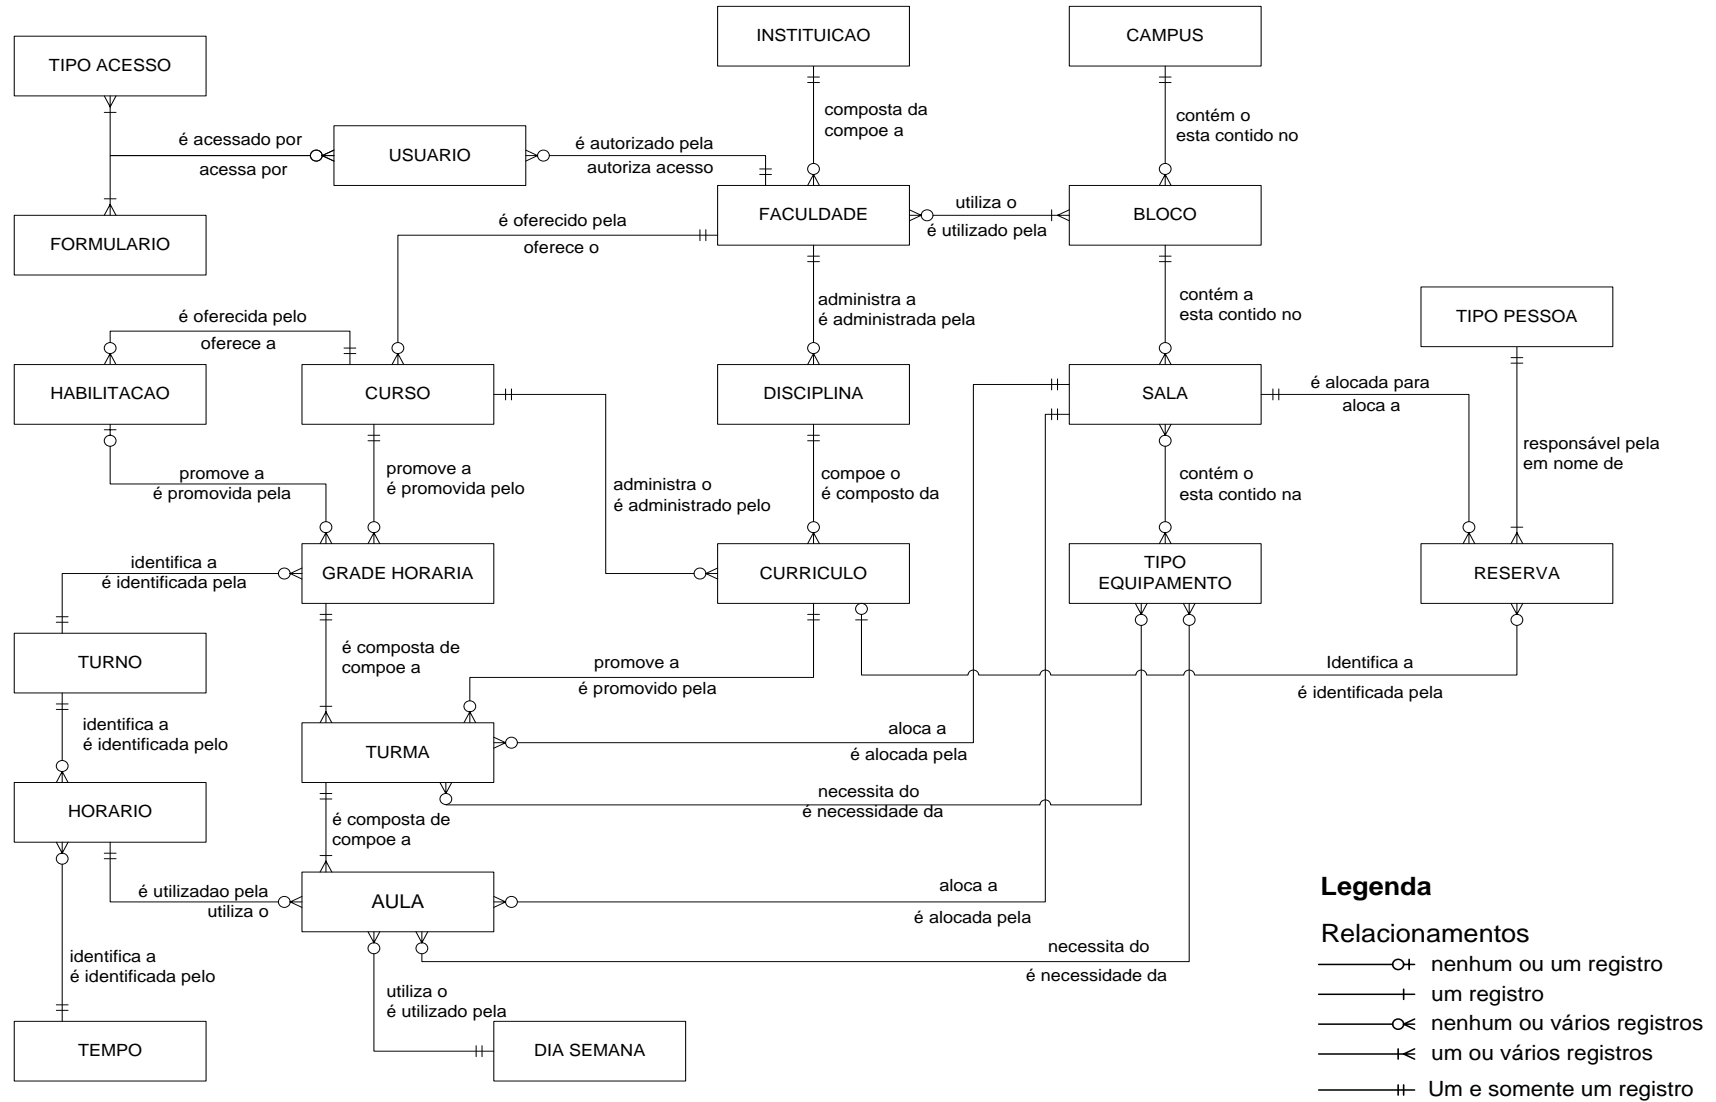 INSTITUICAO
CAMPUS
TIPO ACESSO
composta da
compoe a
contém o
esta contido no
é acessado por
acessa por
USUARIO
é autorizado pela
autoriza acesso
FORMULARIO
FACULDADE
utiliza o
é utilizado pela
BLOCO
é oferecido pela
oferece o
administra a
é administrada pela
contém a
esta contido no
TIPO PESSOA
é oferecida pelo
oferece a
HABILITACAO
CURSO
DISCIPLINA
SALA
é alocada para
aloca a
responsável pela
em nome de
promove a
é promovida pela
promove a
é promovida pelo
administra o
é administrado pelo
compoe o
é composto da
contém o
esta contido na
identifica a
é identificada pela
GRADE HORARIA
CURRICULO
TIPO
EQUIPAMENTO
RESERVA
TURNO
é composta de
compoe a
promove a
é promovido pela
Identifica a
é identificada pela
identifica a
é identificada pelo
TURMA
aloca a
é alocada pela
HORARIO
é composta de
compoe a
necessita do
é necessidade da
é utilizadao pela
utiliza o
AULA
aloca a
é alocada pela
identifica a
é identificada pelo
necessita do
é necessidade da
utiliza o
é utilizado pela
TEMPO
DIA SEMANA
Legenda
Relacionamentos
nenhum ou um registro
um registro
nenhum ou vários registros
um ou vários registros
Um e somente um registro